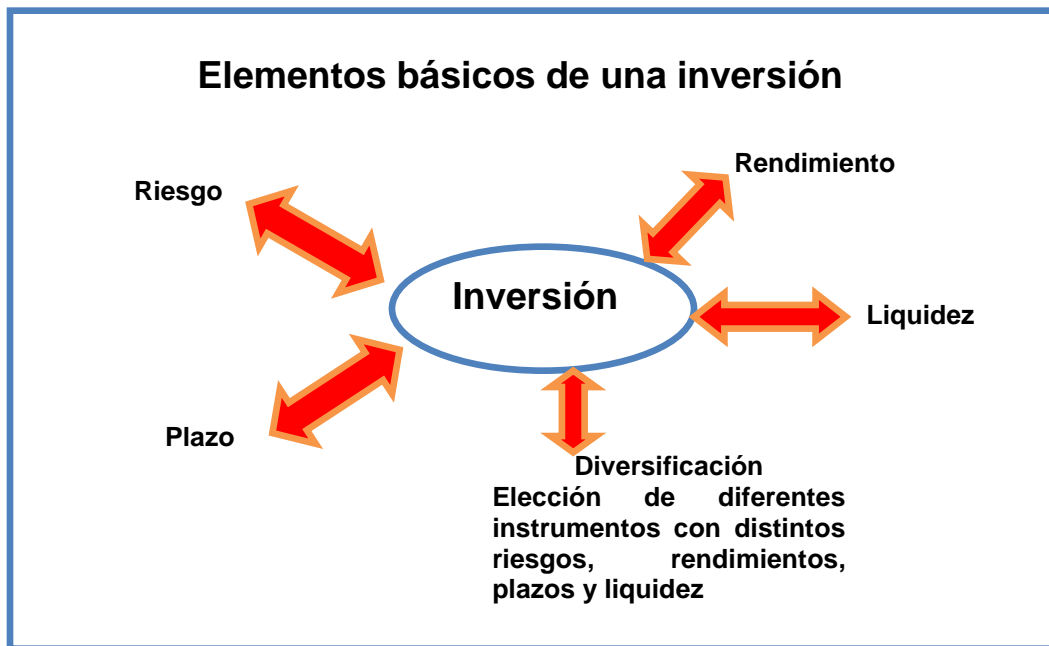 Elementos básicos de una inversión
Rendimiento
Riesgo
Inversión
Liquidez
Plazo
Diversificación
Elección de diferentes
instrumentos con distintos
riesgos, rendimientos,
plazos y liquidez